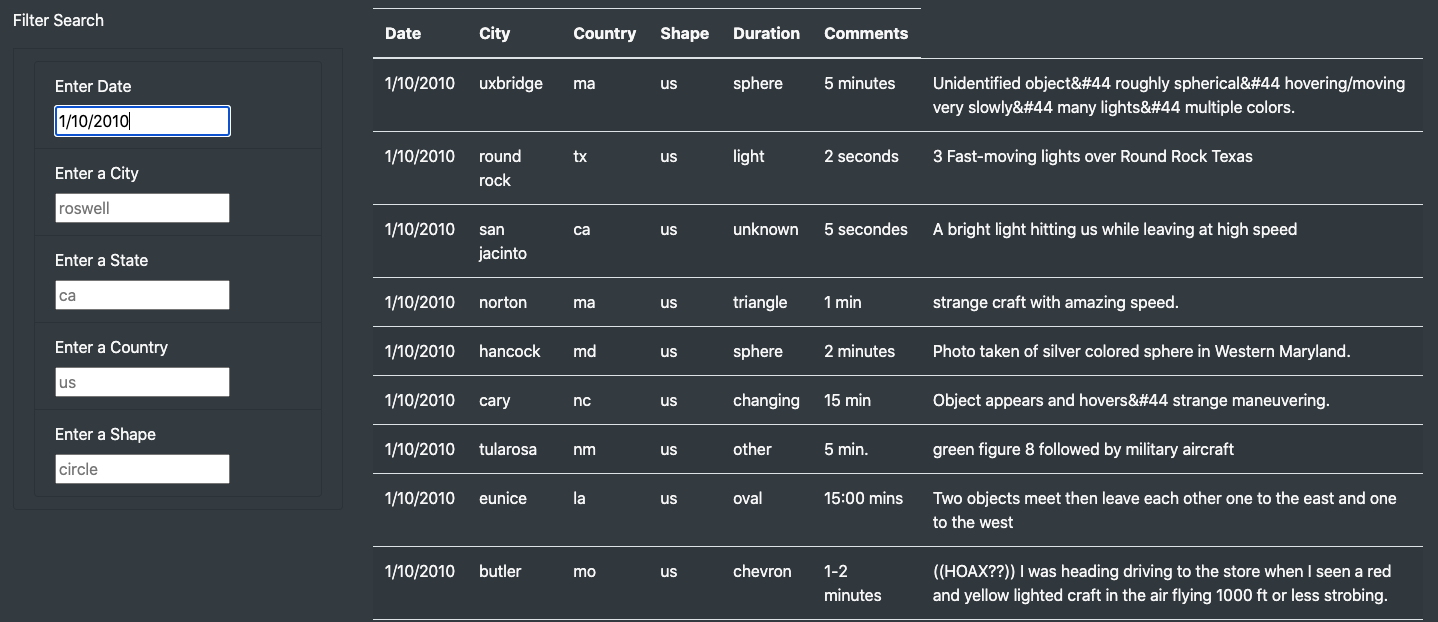 Filter Search
Enter Date
1/10/2010
Enter a City
roswell
Enter a State
ca
Enter a Country
us
Enter a Shape
circle
Date City Country Shape Duration Comments
1/10/2010 uxbridge ma us sphere 5 minutes Unidentified object&#44 roughly spherical&#44 hovering/moving
very slowly&#44 many lights&#44 multiple colors.
1/10/2010 round tx us light 2 seconds 3 Fast-moving lights over Round Rock Texas
rock
1/10/2010 san ca us unknown 5 secondes A bright light hitting us while leaving at high speed
jacinto
1/10/2010 norton ma us triangle 1 min strange craft with amazing speed.
1/10/2010 hancock md us sphere 2 minutes Photo taken of silver colored sphere in Western Maryland.
1/10/2010 cary nc us changing 15 min Object appears and hovers&#44 strange maneuvering.
1/10/2010 tularosa nm us other 5 min. green figure 8 followed by military aircraft
1/10/2010 eunice la us oval 15:00 mins Two objects meet then leave each other one to the east and one
to the west
1/10/2010 butler mo us chevron 1-2 ((HOAX??)) I was heading driving to the store when I seen a red
minutes and yellow lighted craft in the air flying 1000 ft or less strobing.